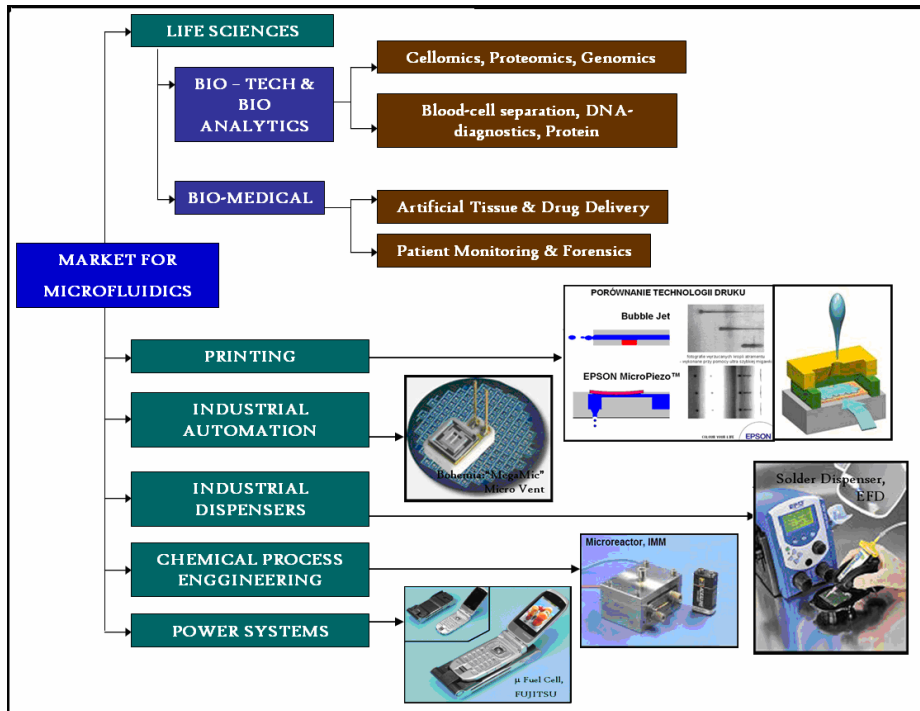 LIFE SCIENCES
BIO – TECH &
BIO
ANALYTICS
Cellomics, Proteomics, Genomics
Blood-cell separation, DNA-
diagnostics, Protein
BIO-MEDICAL
Artificial Tissue & Drug Delivery
Patient Monitoring & Forensics
MARKET FOR
MICROFLUIDICS
PRINTING
PORÓWNANIE TECHNOLOGII DRUKU
Bubble Jet
EPSON MicroPiezo™
EPSON
INDUSTRIAL
AUTOMATION
Bohemia:"MegaMic"
Micro Vent
INDUSTRIAL
DISPENSERS
Solder Dispenser,
EFD
CHEMICAL PROCESS
ENGGINEERING
Microreactor, IMM
POWER SYSTEMS
µ Fuel Cell,
FUJITSU